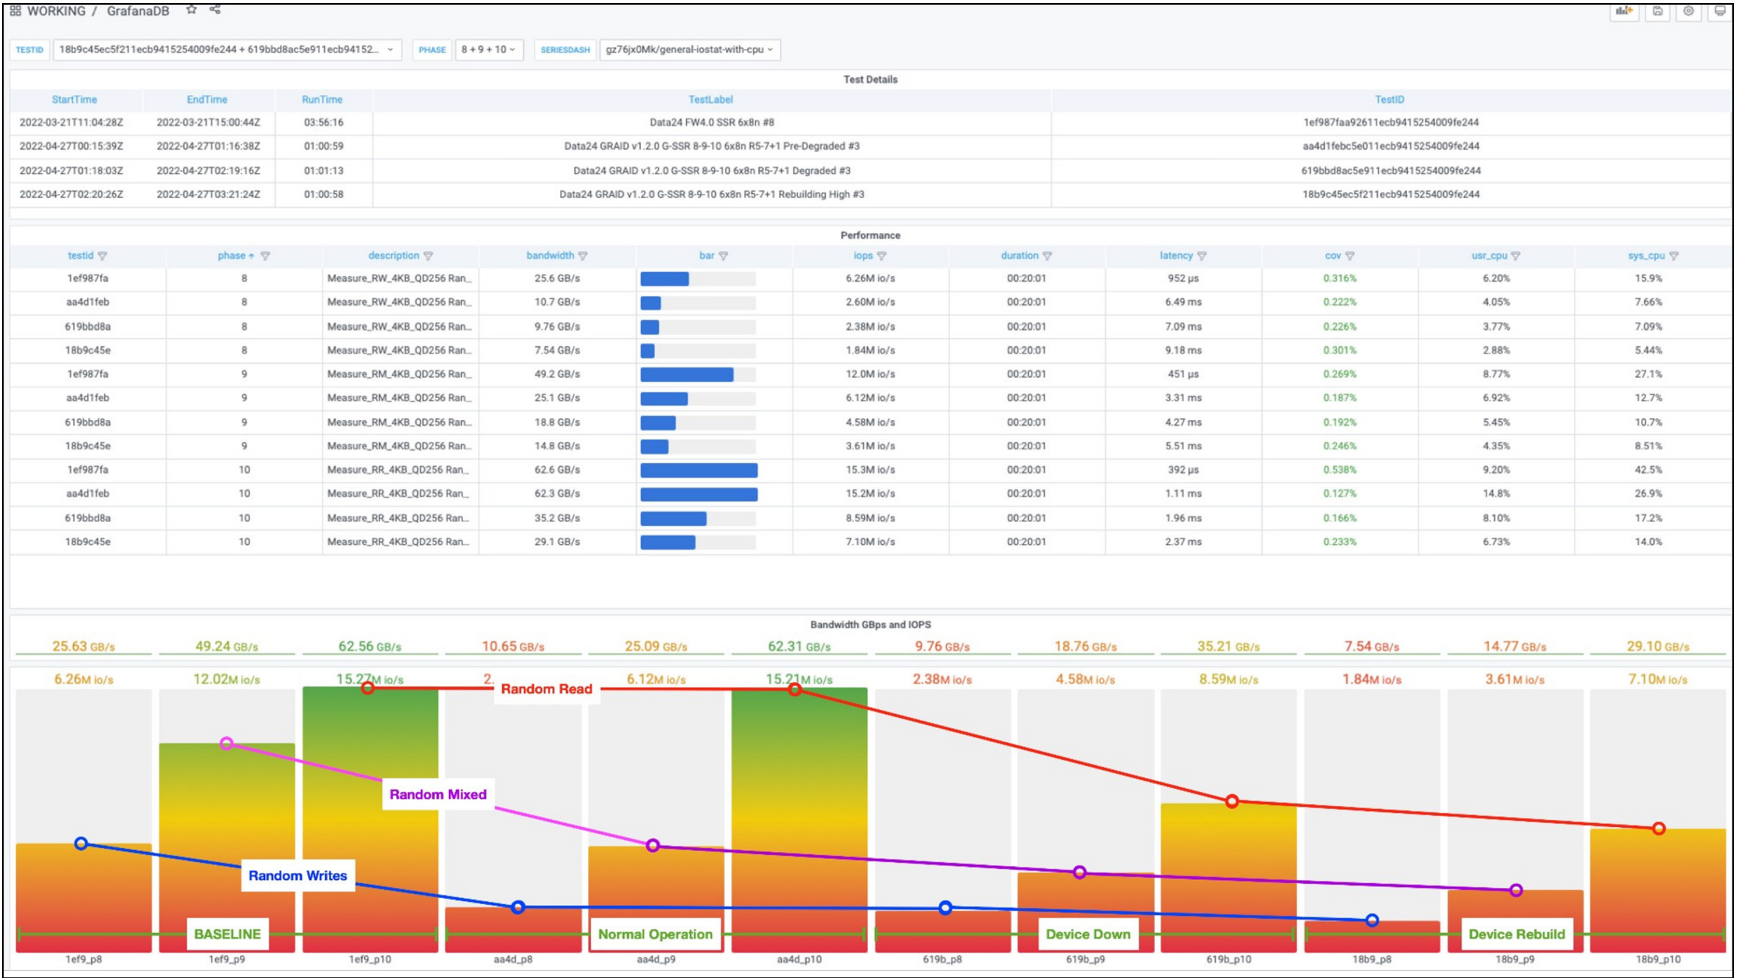 WORKING / GrafanaDB
TESTID 18b9c45ec5f211ecb9415254009fe244 + 619bbd8ac5e911ecb94152... PHASE 8 + 9 + 10 SERIESDASH gz76jx0Mk/general-iostat-with-cpu
Test Details
StartTime EndTime RunTime TestLabel TestID
2022-03-21T11:04:28Z 2022-03-21T15:00:44Z 03:56:16 Data24 FW4.0 SSR 6x8n #8 1ef987faa92611ecb9415254009fe244
2022-04-27T00:15:39Z 2022-04-27T01:16:38Z 01:00:59 Data24 GRAID v1.2.0 G-SSR 8-9-10 6x8n R5-7+1 Pre-Degraded #3 aa4d1febc5e011ecb9415254009fe244
2022-04-27T01:18:03Z 2022-04-27T02:19:16Z 01:01:13 Data24 GRAID v1.2.0 G-SSR 8-9-10 6x8n R5-7+1 Degraded #3 619bbd8ac5e911ecb9415254009fe244
2022-04-27T02:20:26Z 2022-04-27T03:21:24Z 01:00:58 Data24 GRAID v1.2.0 G-SSR 8-9-10 6x8n R5-7+1 Rebuilding High #3 18b9c45ec5f211ecb9415254009fe244
Performance
testid phase description bandwidth bar iops duration latency cov usr_cpu sys_cpu
1ef987fa 8 Measure_RW_4KB_QD256 Ran... 25.6 GB/s 6.26M io/s 00:20:01 952 µs 0.316% 6.20% 15.9%
aa4d1feb 8 Measure_RW_4KB_QD256 Ran... 10.7 GB/s 2.60M io/s 00:20:01 6.49 ms 0.222% 4.05% 7.66%
619bbd8a 8 Measure_RW_4KB_QD256 Ran... 9.76 GB/s 2.38M io/s 00:20:01 7.09 ms 0.226% 3.77% 7.09%
18b9c45e 8 Measure_RW_4KB_QD256 Ran... 7.54 GB/s 1.84M io/s 00:20:01 9.18 ms 0.301% 2.88% 5.44%
1ef987fa 9 Measure_RM_4KB_QD256 Ran... 49.2 GB/s 12.0M io/s 00:20:01 451 µs 0.269% 8.77% 27.1%
aa4d1feb 9 Measure_RM_4KB_QD256 Ran... 25.1 GB/s 6.12M io/s 00:20:01 3.31 ms 0.187% 6.92% 12.7%
619bbd8a 9 Measure_RM_4KB_QD256 Ran... 18.8 GB/s 4.58M io/s 00:20:01 4.27 ms 0.192% 5.45% 10.7%
18b9c45e 9 Measure_RM_4KB_QD256 Ran... 14.8 GB/s 3.61M io/s 00:20:01 5.51 ms 0.246% 4.35% 8.51%
1ef987fa 10 Measure_RR_4KB_QD256 Ran... 62.6 GB/s 15.3M io/s 00:20:01 392 µs 0.538% 9.20% 42.5%
aa4d1feb 10 Measure_RR_4KB_QD256 Ran... 62.3 GB/s 15.2M io/s 00:20:01 1.11 ms 0.127% 14.8% 26.9%
619bbd8a 10 Measure_RR_4KB_QD256 Ran... 35.2 GB/s 8.59M io/s 00:20:01 1.96 ms 0.166% 8.10% 17.2%
18b9c45e 10 Measure_RR_4KB_QD256 Ran... 29.1 GB/s 7.10M io/s 00:20:01 2.37 ms 0.233% 6.73% 14.0%
Bandwidth GBps and IOPS
25.63 GB/s 49.24 GB/s 62.56 GB/s 10.65 GB/s 25.09 GB/s 62.31 GB/s 9.76 GB/s 18.76 GB/s 35.21 GB/s 7.54 GB/s 14.77 GB/s 29.10 GB/s
6.26M io/s 12.02M io/s 15.27M io/s 2. 6.12M io/s 15.21M io/s 2.38M io/s 4.58M io/s 8.59M io/s 1.84M io/s 3.61M io/s 7.10M io/s
Random Read
Random Mixed
Random Writes
BASELINE Normal Operation Device Down Device Rebuild
1ef9_p8 1ef9_p9 1ef9_p10 aa4d_p8 aa4d_p9 aa4d_p10 619b_p8 619b_p9 619b_p10 18b9_p8 18b9_p9 18b9_p10